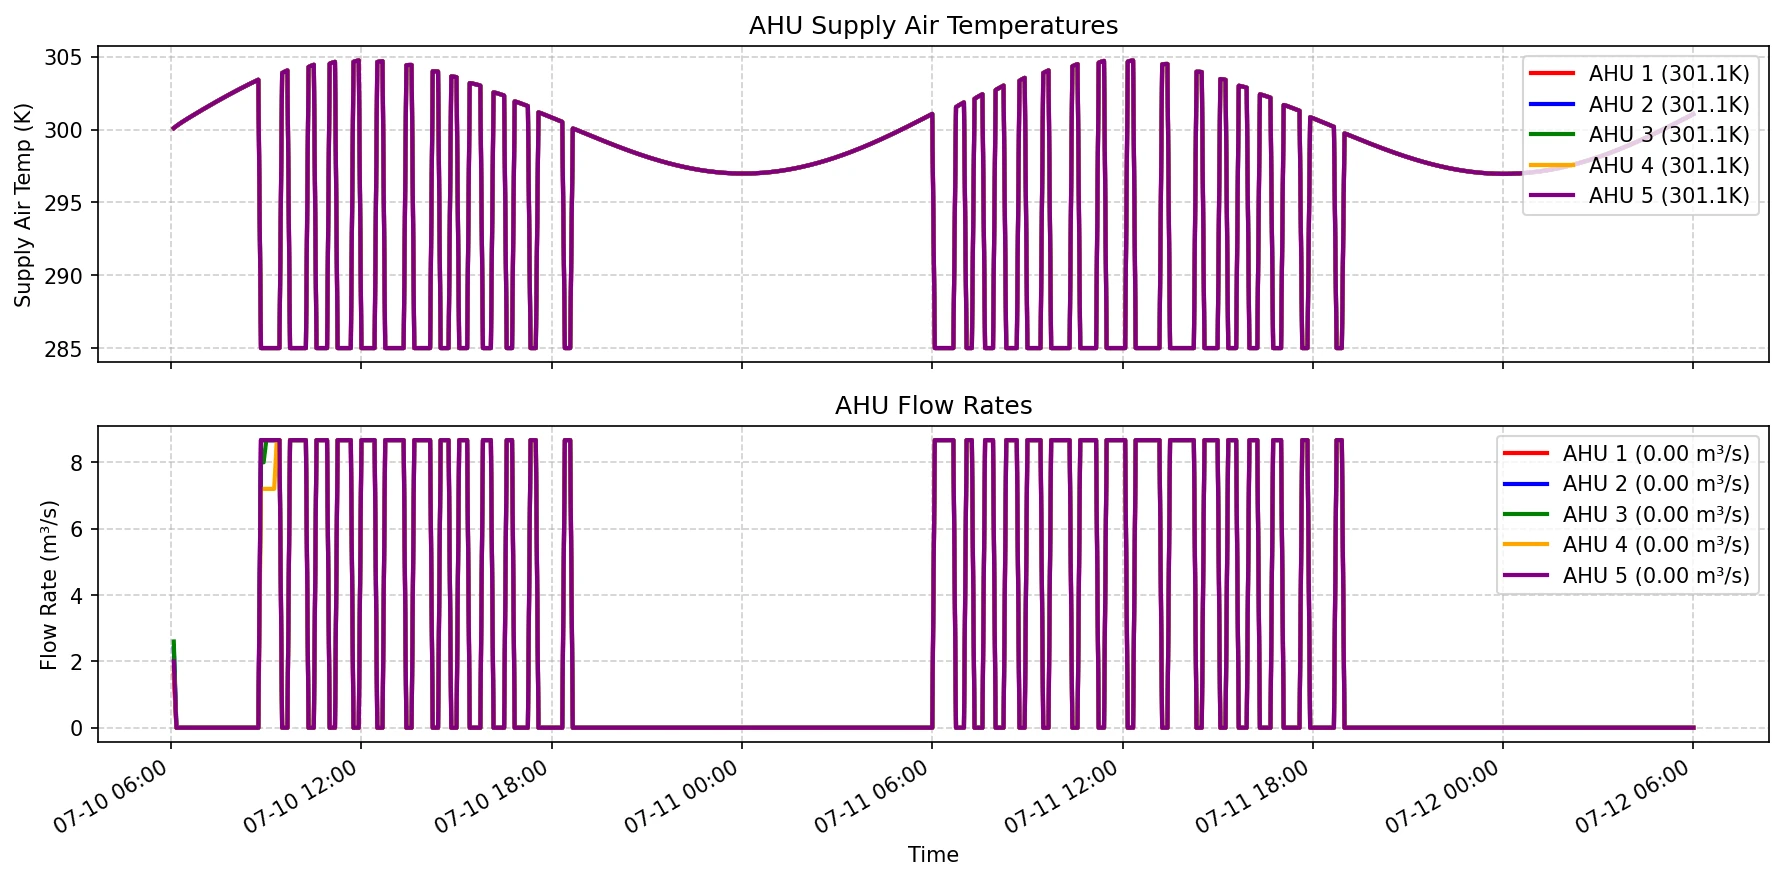 AHU Supply Air Temperatures
Supply Air Temp (K)
305
300
295
290
285
AHU 1 (301.1K)
AHU 2 (301.1K)
AHU 3 (301.1K)
AHU 4 (301.1K)
AHU 5 (301.1K)
AHU Flow Rates
Flow Rate (m³/s)
8
6
4
2
0
AHU 1 (0.00 m³/s)
AHU 2 (0.00 m³/s)
AHU 3 (0.00 m³/s)
AHU 4 (0.00 m³/s)
AHU 5 (0.00 m³/s)
07-10 06:00
07-10 12:00
07-10 18:00
07-11 00:00
07-11 06:00
07-11 12:00
07-11 18:00
07-12 00:00
07-12 06:00
Time